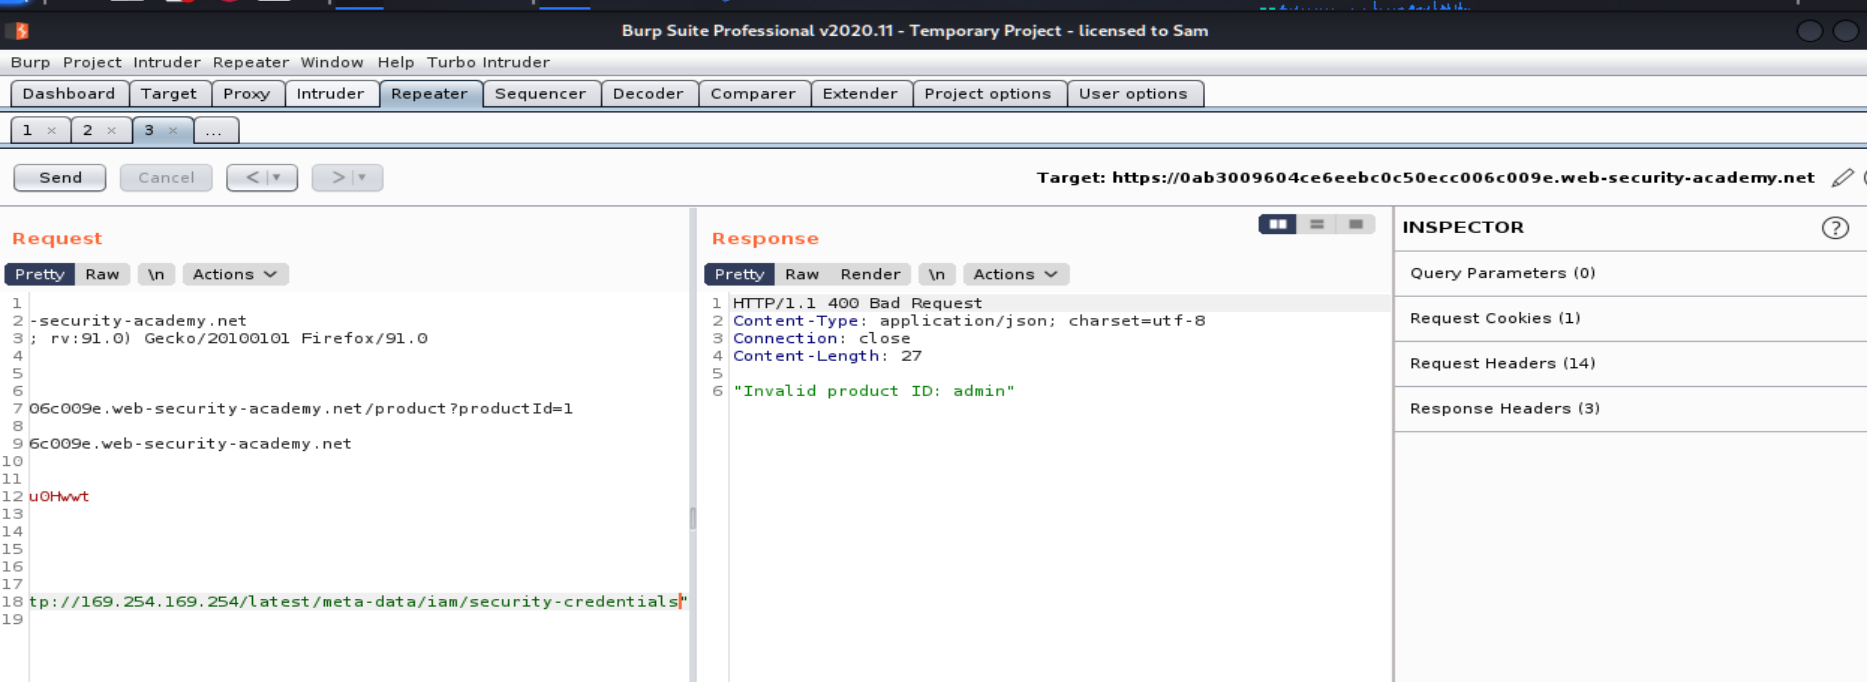 Burp Suite Professional v2020.11 - Temporary Project - licensed to Sam
Burp Project Intruder Repeater Window Help Turbo Intruder
Dashboard Target Proxy Intruder Repeater Sequencer Decoder Comparer Extender Project options User options
1 × 2 × 3 × ...
Send Cancel < | ▾ > | ▾ Target: https://0ab3009604ce6eebc0c50ecc006c009e.web-security-academy.net
Request
Pretty Raw \n Actions
1
2 -security-academy.net
3 ; rv:91.0) Gecko/20100101 Firefox/91.0
4
5
6
7 06c009e.web-security-academy.net/product?productId=1
8
9 6c009e.web-security-academy.net
10
11
12 u0Hwwt
13
14
15
16
17
18 tp://169.254.169.254/latest/meta-data/iam/security-credentials"
19
Response
Pretty Raw Render \n Actions
1 HTTP/1.1 400 Bad Request
2 Content-Type: application/json; charset=utf-8
3 Connection: close
4 Content-Length: 27
5
6 "Invalid product ID: admin"
INSPECTOR ?
Query Parameters (0)
Request Cookies (1)
Request Headers (14)
Response Headers (3)